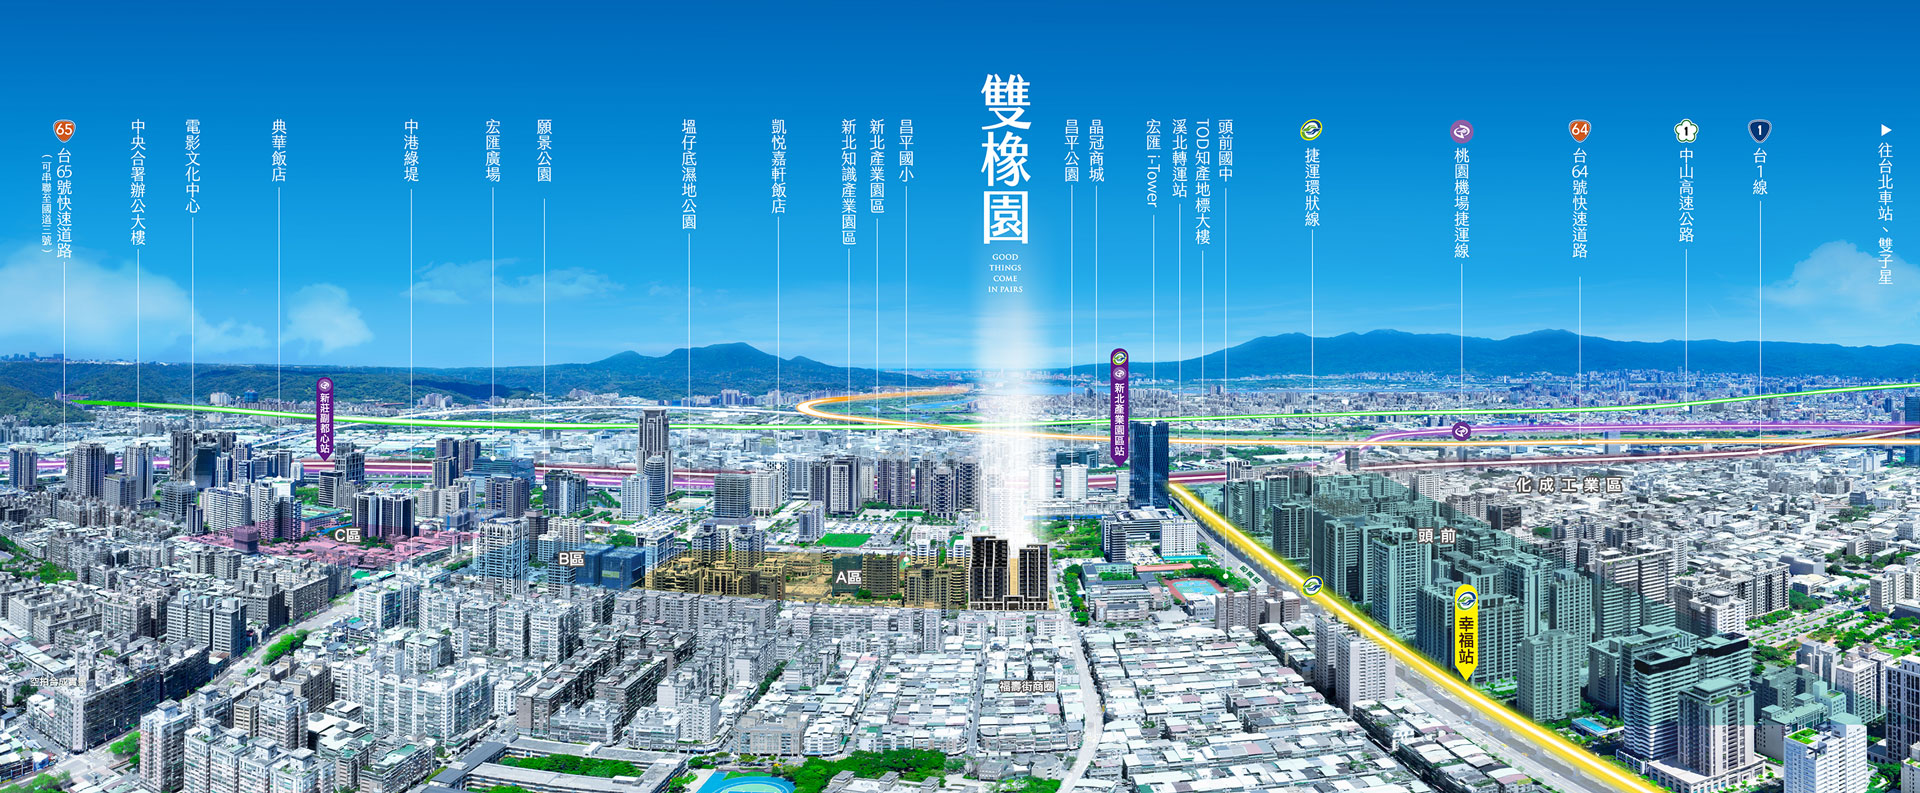 65
台65號快速道路
（可串聯至國道三號）
中央合署辦公大樓
電影文化中心
典華飯店
中港綠堤
宏匯廣場
願景公園
塭仔底濕地公園
凱悅嘉軒飯店
新北知識產業園區
新北產業園區
昌平國小
雙橡園
GOOD
THINGS
COME
IN PAIRS
昌平公園
晶冠商城
宏匯 i-Tower
溪北轉運站
TOD知產地標大樓
頭前國中
捷運環狀線
桃園機場捷運線
64
台64號快速道路
1
中山高速公路
1
台1線
▶往台北車站、雙子星
新莊副都心站
新北產業園區站
化成工業區
頭前
C區
B區
A區
幸福站
福壽街商圈
空拍合成實景